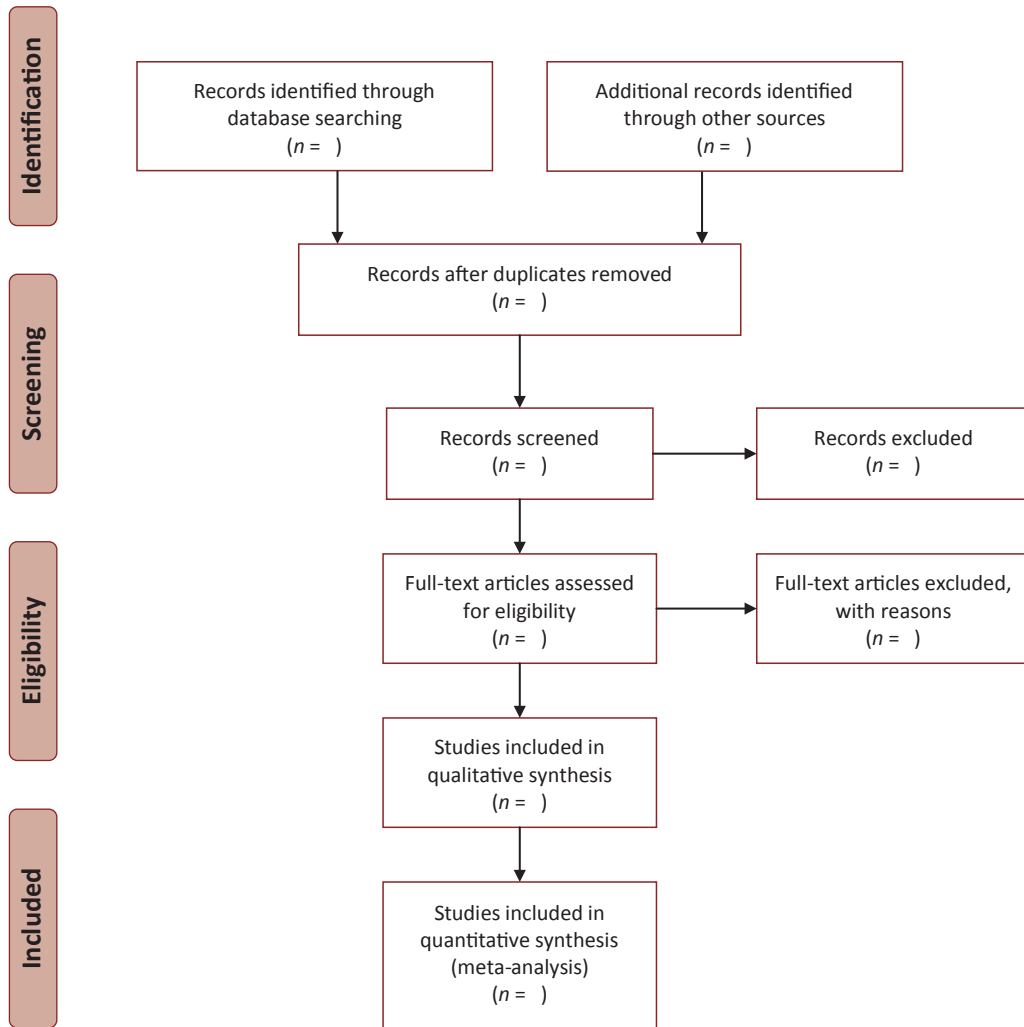 Identification
Records identified through
database searching
(n =  )
Additional records identified
through other sources
(n =  )
Records after duplicates removed
(n =  )
Screening
Records screened
(n =  )
Records excluded
(n =  )
Eligibility
Full-text articles assessed
for eligibility
(n =  )
Full-text articles excluded,
with reasons
(n =  )
Studies included in
qualitative synthesis
(n =  )
Included
Studies included in
quantitative synthesis
(meta-analysis)
(n =  )